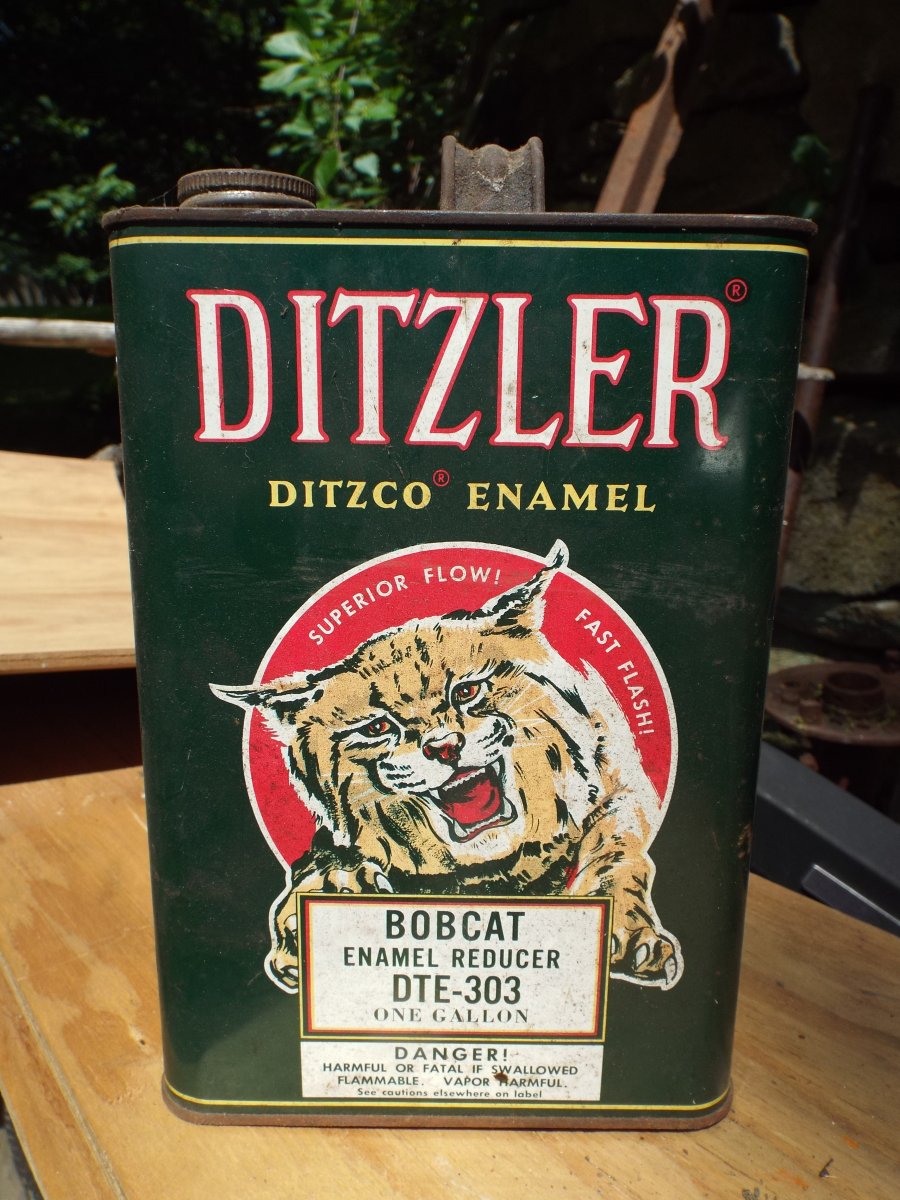 DITZLER®
DITZCO® ENAMEL
SUPERIOR FLOW! FAST FLASH!
BOBCAT
ENAMEL REDUCER
DTE-303
ONE GALLON
DANGER!
HARMFUL OR FATAL IF SWALLOWED
FLAMMABLE. VAPOR HARMFUL.
See cautions elsewhere on label